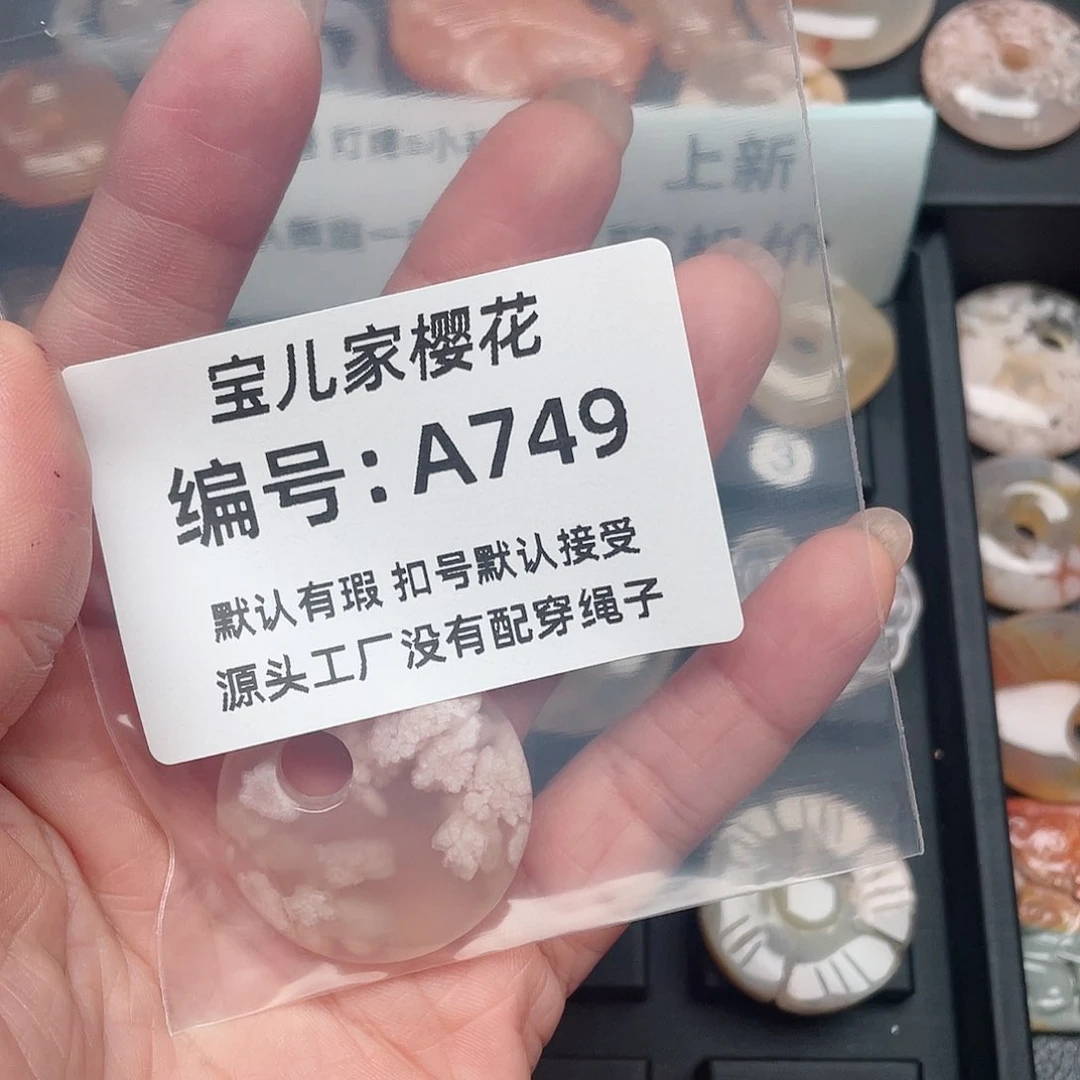 上新
宝儿家樱花
编号:A749
默认有瑕 扣号默认接受
源头工厂没有配穿绳子
3